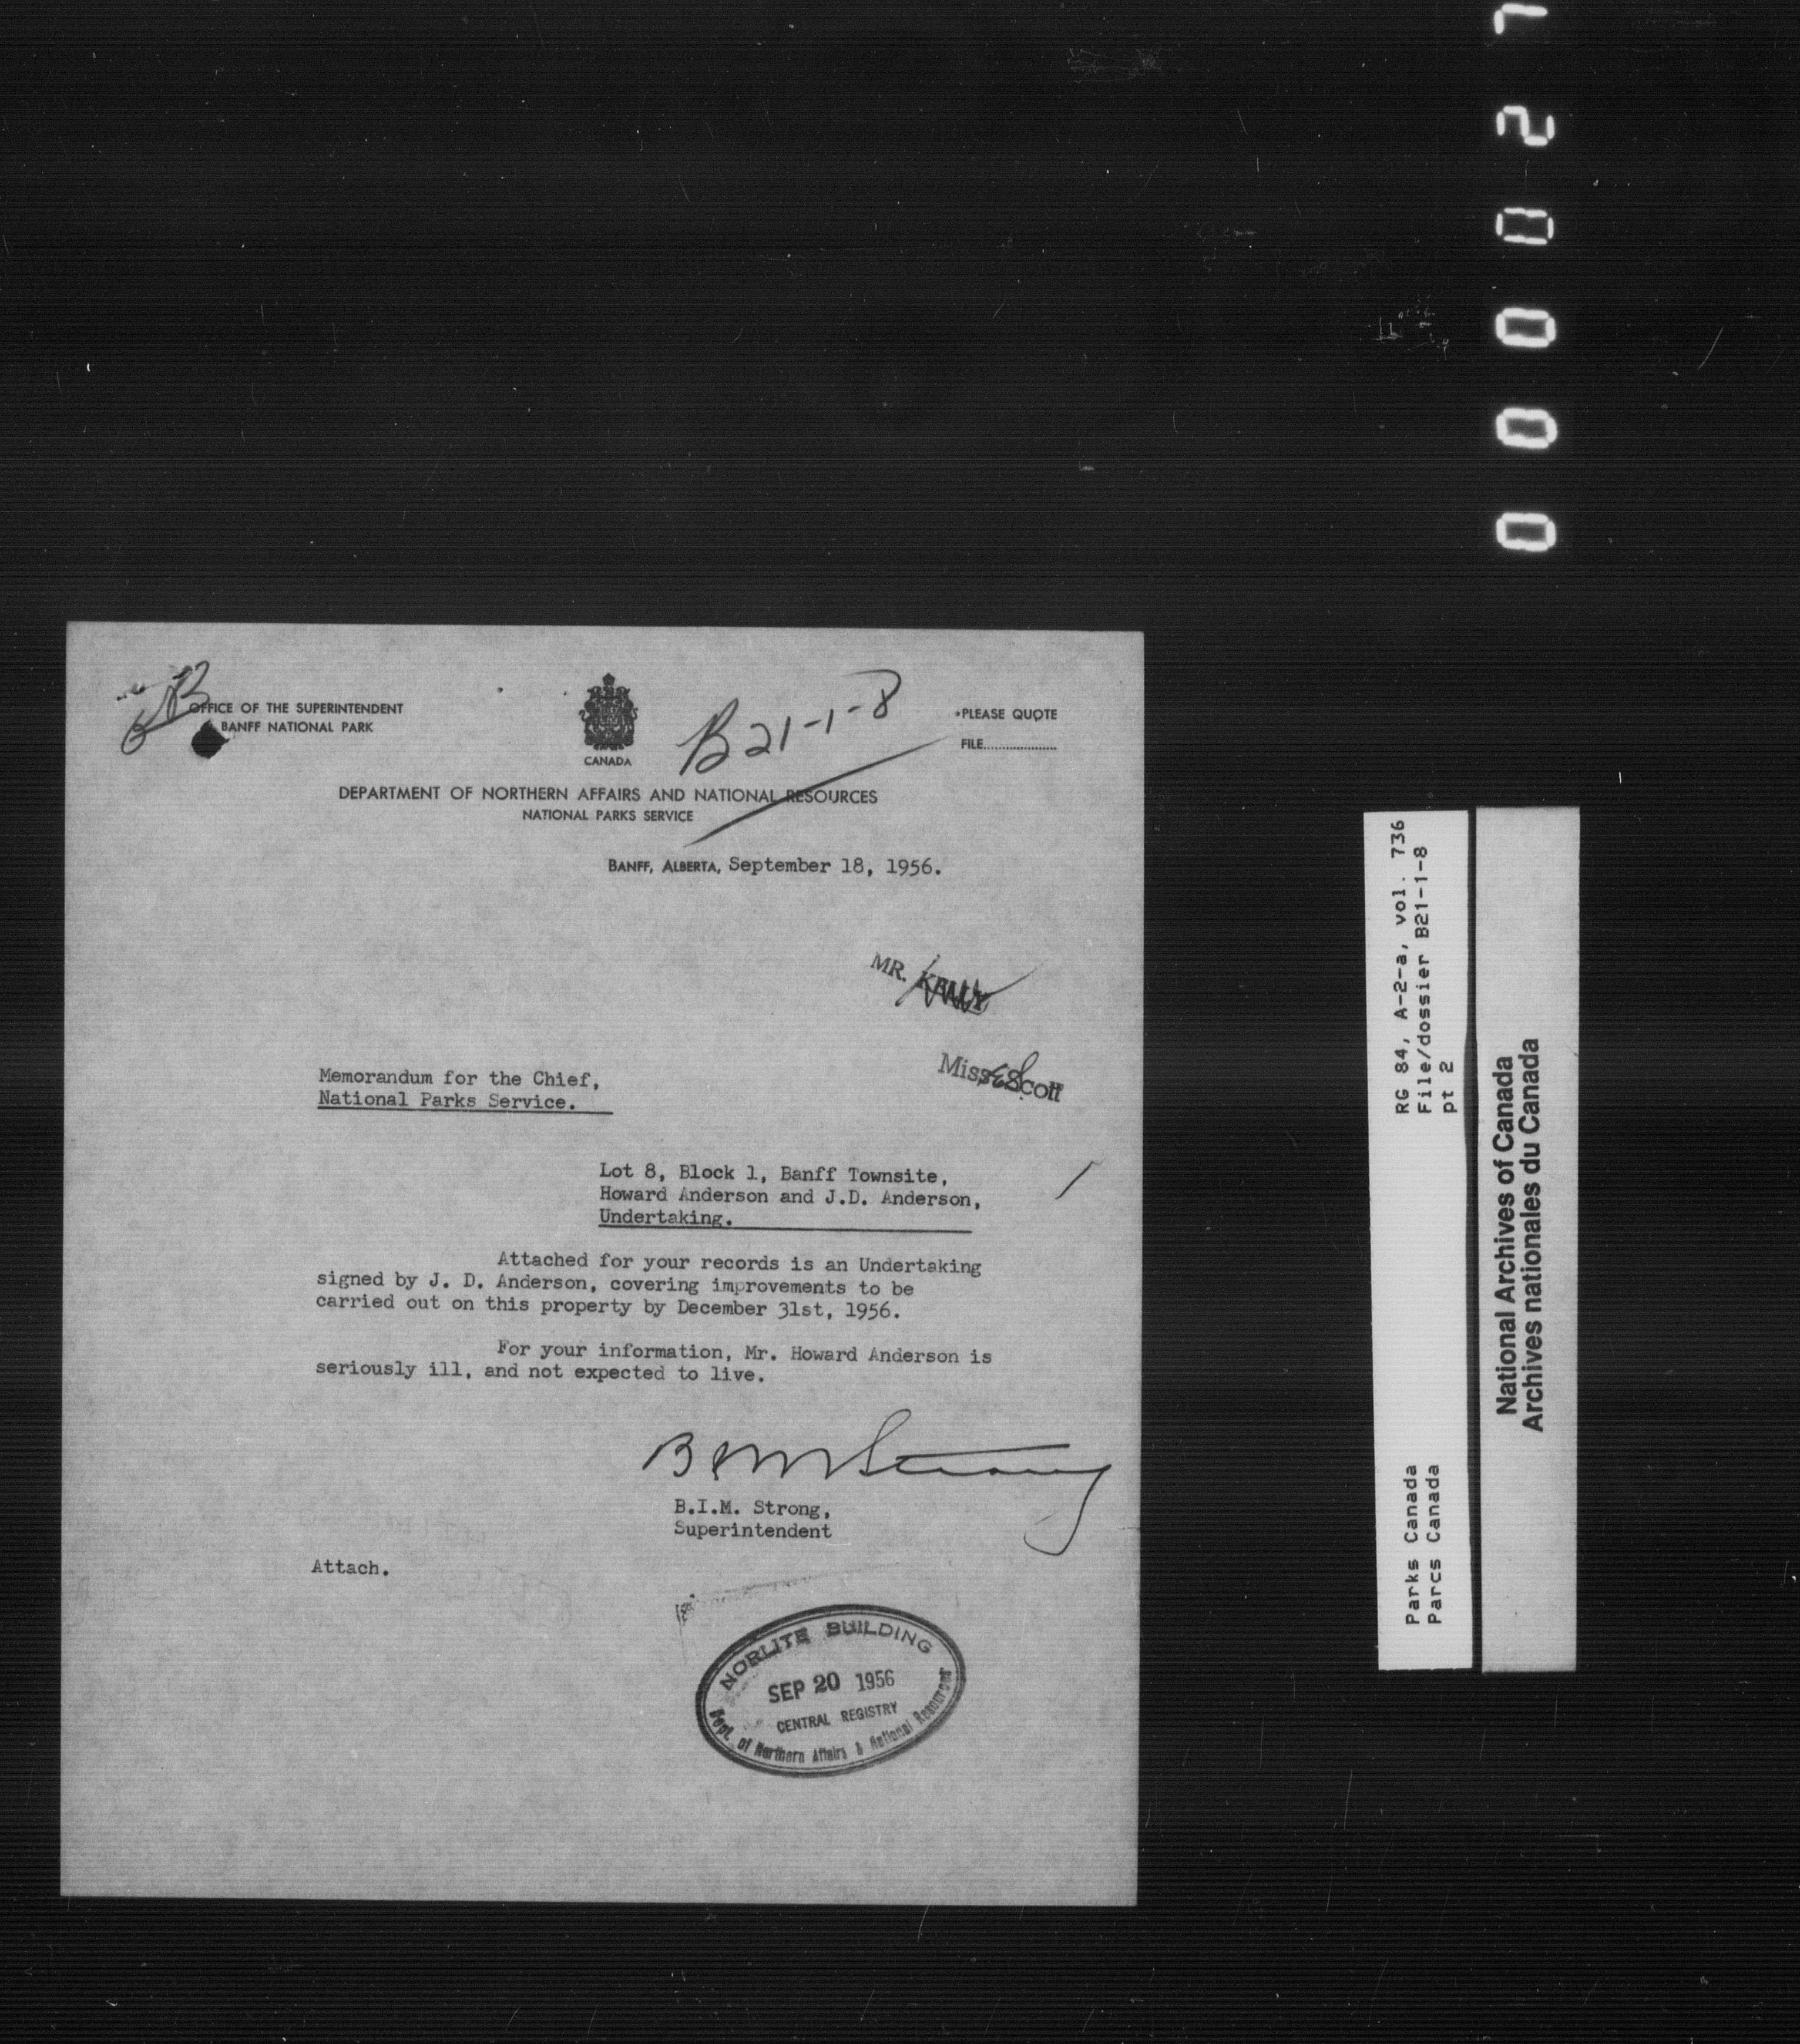 OFFICE OF THE SUPERINTENDENT
BANFF NATIONAL PARK
CANADA
B21-1-8
PLEASE QUOTE
FILE....................
DEPARTMENT OF NORTHERN AFFAIRS AND NATIONAL RESOURCES
NATIONAL PARKS SERVICE
BANFF, ALBERTA, September 18, 1956.
MR.
Miss Scott
Memorandum for the Chief,
National Parks Service.
Lot 8, Block 1, Banff Townsite,
Howard Anderson and J.D. Anderson,
Undertaking.
Attached for your records is an Undertaking
signed by J. D. Anderson, covering improvements to be
carried out on this property by December 31st, 1956.
For your information, Mr. Howard Anderson is
seriously ill, and not expected to live.
B I M Strong
B.I.M. Strong,
Superintendent
Attach.
NORLITE BUILDING
SEP 20 1956
CENTRAL REGISTRY
Dept. of Northern Affairs & National Resources
RG 84, A-2-a, vol. 736
File/dossier B21-1-8
pt 2
Parks Canada
Parcs Canada
National Archives of Canada
Archives nationales du Canada
000027